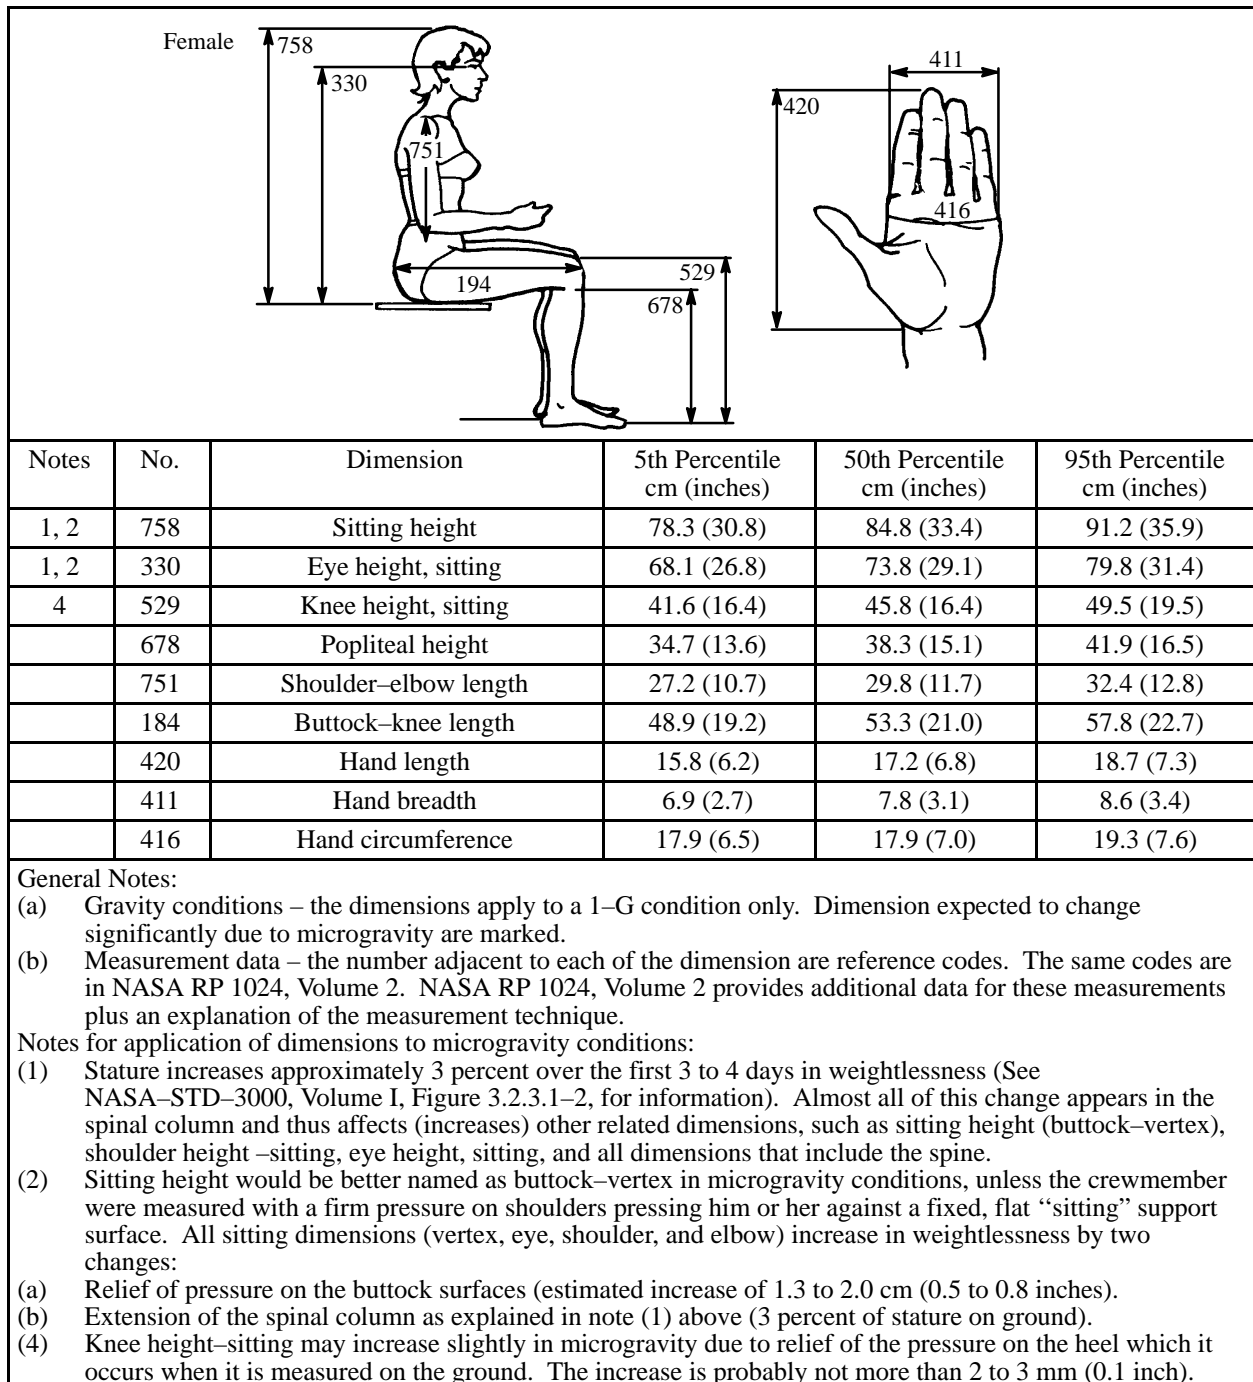 Female
758
330
751
194
529
678
411
420
416
Notes No. Dimension 5th Percentile cm (inches) 50th Percentile cm (inches) 95th Percentile cm (inches)
1, 2 758 Sitting height 78.3 (30.8) 84.8 (33.4) 91.2 (35.9)
1, 2 330 Eye height, sitting 68.1 (26.8) 73.8 (29.1) 79.8 (31.4)
4 529 Knee height, sitting 41.6 (16.4) 45.8 (16.4) 49.5 (19.5)
678 Popliteal height 34.7 (13.6) 38.3 (15.1) 41.9 (16.5)
751 Shoulder–elbow length 27.2 (10.7) 29.8 (11.7) 32.4 (12.8)
184 Buttock–knee length 48.9 (19.2) 53.3 (21.0) 57.8 (22.7)
420 Hand length 15.8 (6.2) 17.2 (6.8) 18.7 (7.3)
411 Hand breadth 6.9 (2.7) 7.8 (3.1) 8.6 (3.4)
416 Hand circumference 17.9 (6.5) 17.9 (7.0) 19.3 (7.6)
General Notes:
(a) Gravity conditions – the dimensions apply to a 1–G condition only. Dimension expected to change
significantly due to microgravity are marked.
(b) Measurement data – the number adjacent to each of the dimension are reference codes. The same codes are
in NASA RP 1024, Volume 2. NASA RP 1024, Volume 2 provides additional data for these measurements
plus an explanation of the measurement technique.
Notes for application of dimensions to microgravity conditions:
(1) Stature increases approximately 3 percent over the first 3 to 4 days in weightlessness (See
NASA–STD–3000, Volume I, Figure 3.2.3.1–2, for information). Almost all of this change appears in the
spinal column and thus affects (increases) other related dimensions, such as sitting height (buttock–vertex),
shoulder height –sitting, eye height, sitting, and all dimensions that include the spine.
(2) Sitting height would be better named as buttock–vertex in microgravity conditions, unless the crewmember
were measured with a firm pressure on shoulders pressing him or her against a fixed, flat ‘‘sitting” support
surface. All sitting dimensions (vertex, eye, shoulder, and elbow) increase in weightlessness by two
changes:
(a) Relief of pressure on the buttock surfaces (estimated increase of 1.3 to 2.0 cm (0.5 to 0.8 inches).
(b) Extension of the spinal column as explained in note (1) above (3 percent of stature on ground).
(4) Knee height–sitting may increase slightly in microgravity due to relief of the pressure on the heel which it
occurs when it is measured on the ground. The increase is probably not more than 2 to 3 mm (0.1 inch).